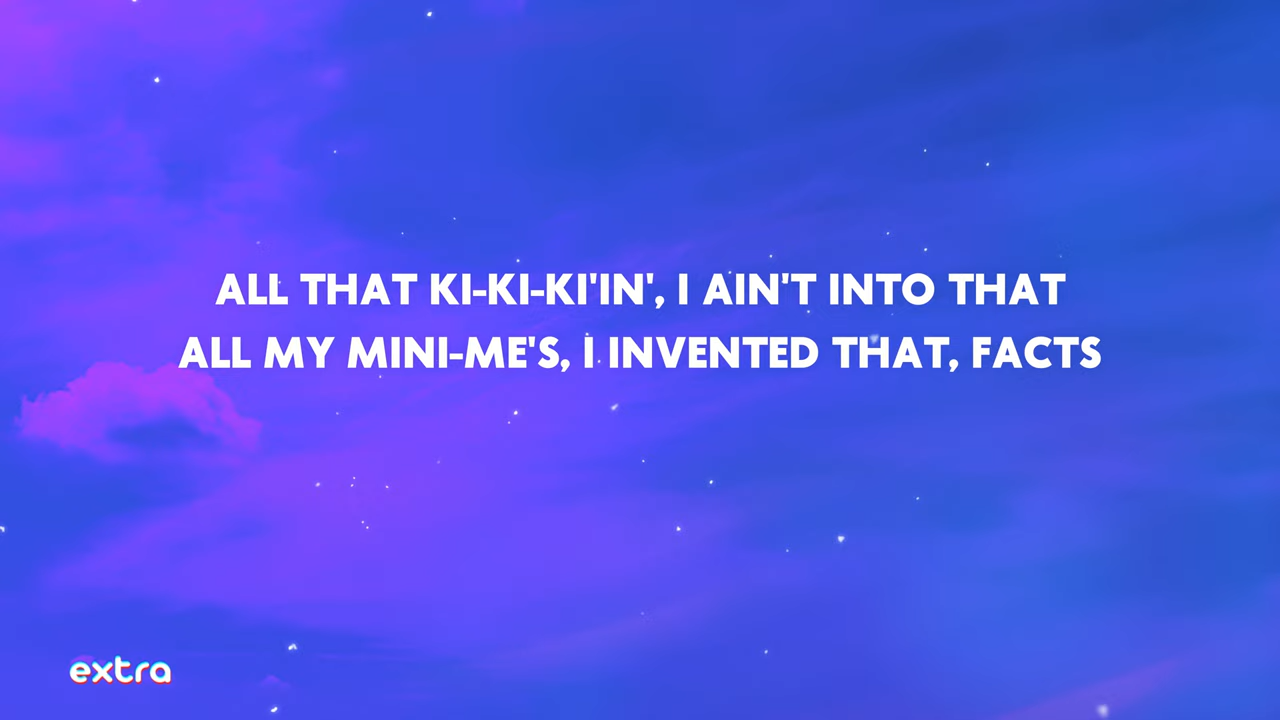 ALL THAT KI-KI-KI'IN', I AIN'T INTO THAT
ALL MY MINI-ME'S, I INVENTED THAT, FACTS
extra